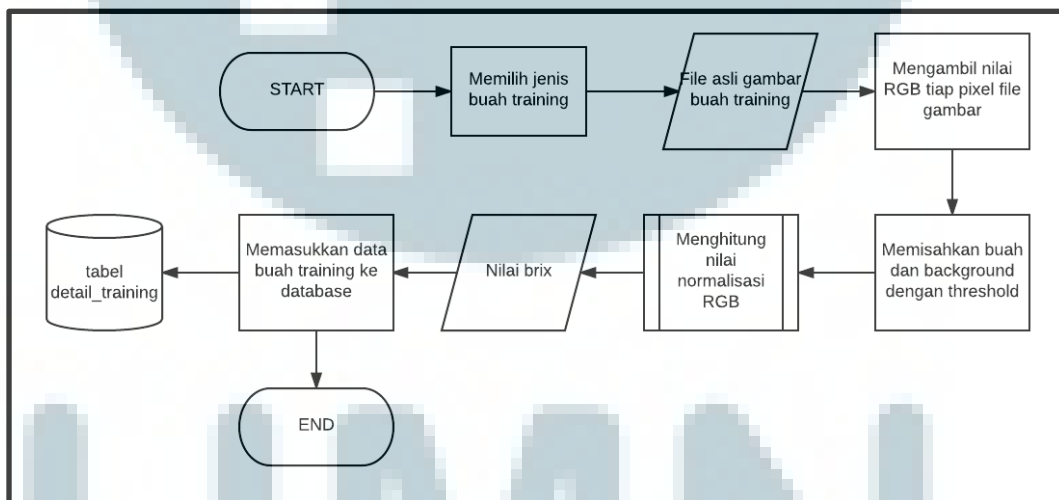 START
Memilih jenis
buah training
File asli gambar
buah training
Mengambil nilai
RGB tiap pixel file
gambar
Memisahkan buah
dan background
dengan threshold
Menghitung
nilai
normalisasi
RGB
Nilai brix
Memasukkan data
buah training ke
database
tabel
detail_training
END